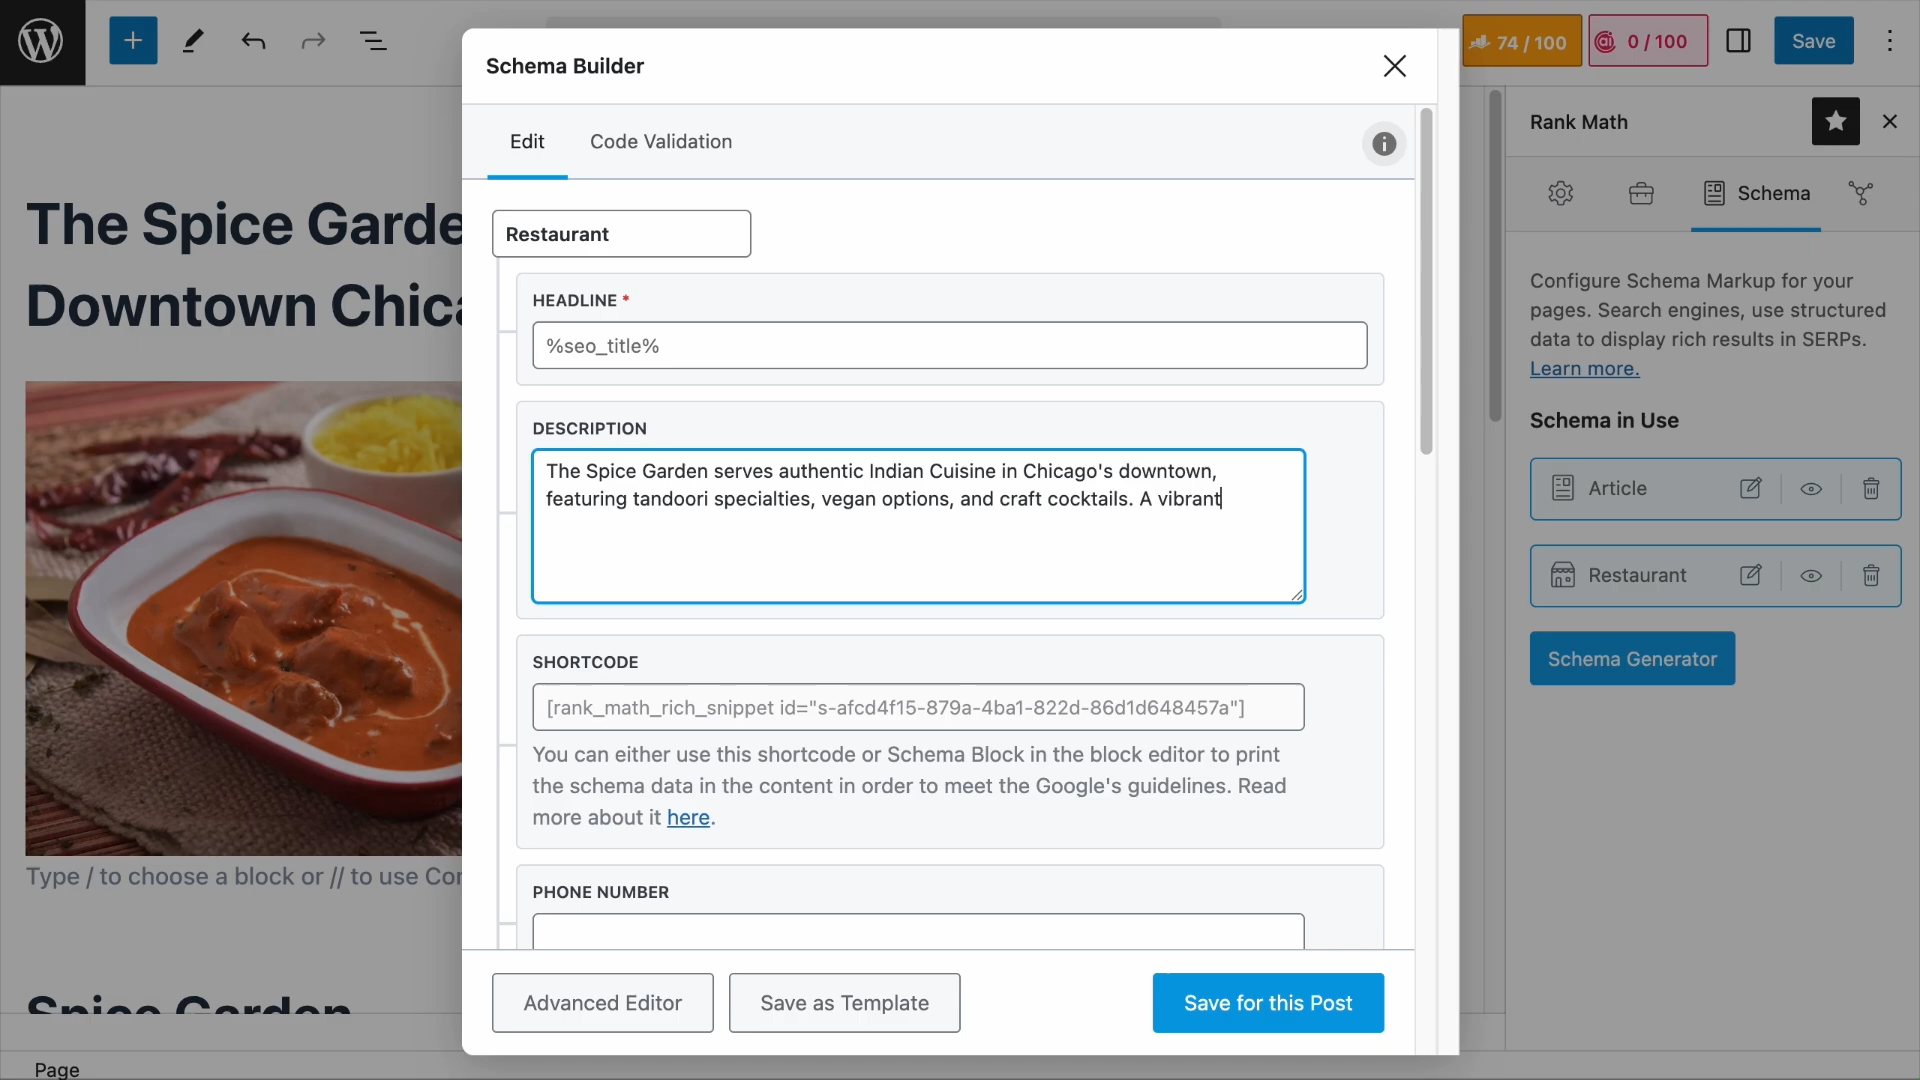 74 / 100
0 / 100
Save
The Spice Garde
Downtown Chica
Type / to choose a block or // to use Cor
Spice Garden
Page
Schema Builder
Edit
Code Validation
Restaurant
HEADLINE *
%seo_title%
DESCRIPTION
The Spice Garden serves authentic Indian Cuisine in Chicago's downtown,
featuring tandoori specialties, vegan options, and craft cocktails. A vibrant
SHORTCODE
[rank_math_rich_snippet id="s-afcd4f15-879a-4ba1-822d-86d1d648457a"]
You can either use this shortcode or Schema Block in the block editor to print
the schema data in the content in order to meet the Google's guidelines. Read
more about it here.
PHONE NUMBER
Advanced Editor
Save as Template
Save for this Post
Rank Math
Schema
Configure Schema Markup for your
pages. Search engines, use structured
data to display rich results in SERPs.
Learn more.
Schema in Use
Article
Restaurant
Schema Generator